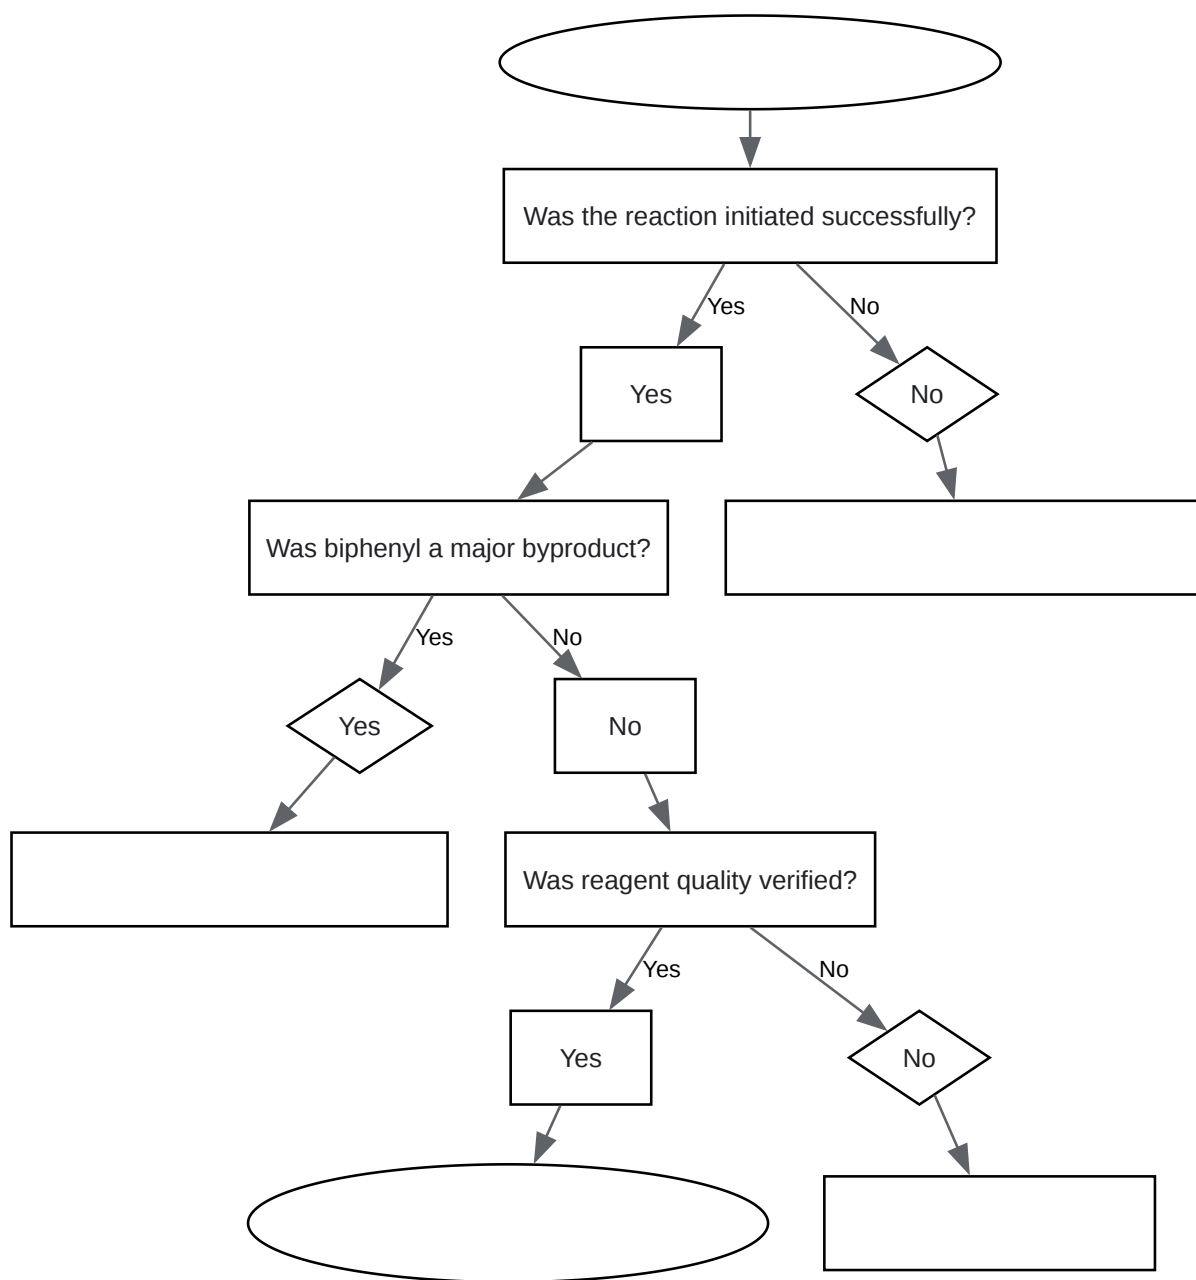 Was the reaction initiated successfully?
Yes
No
Yes
No
Was biphenyl a major byproduct?
Yes
No
Yes
No
Was reagent quality verified?
Yes
No
Yes
No